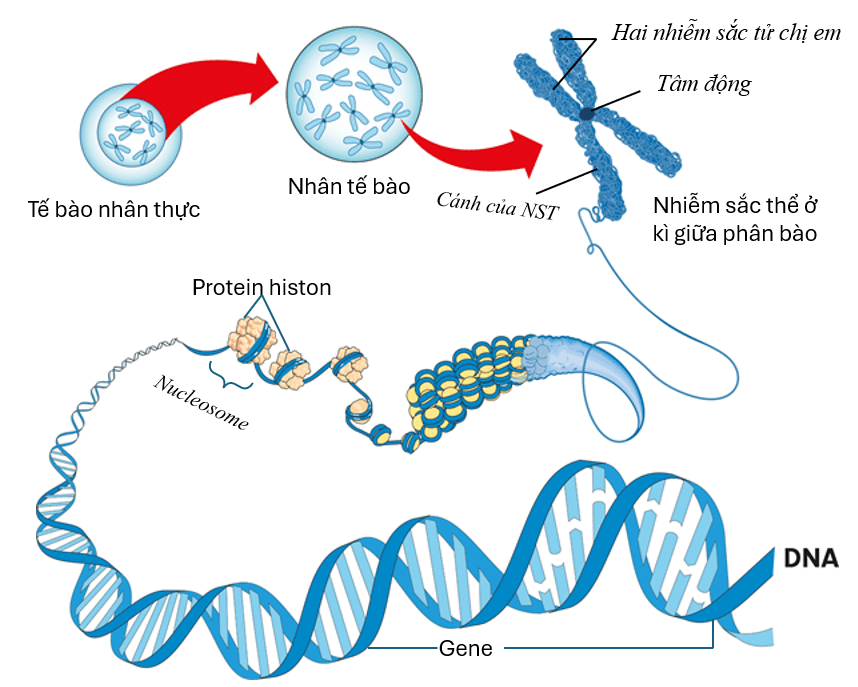 Hai nhiễm sắc tử chị em
Tâm động
Nhân tế bào
Cánh của NST
Tế bào nhân thực
Nhiễm sắc thể ở
kì giữa phân bào
Protein histon
Nucleosome
DNA
Gene